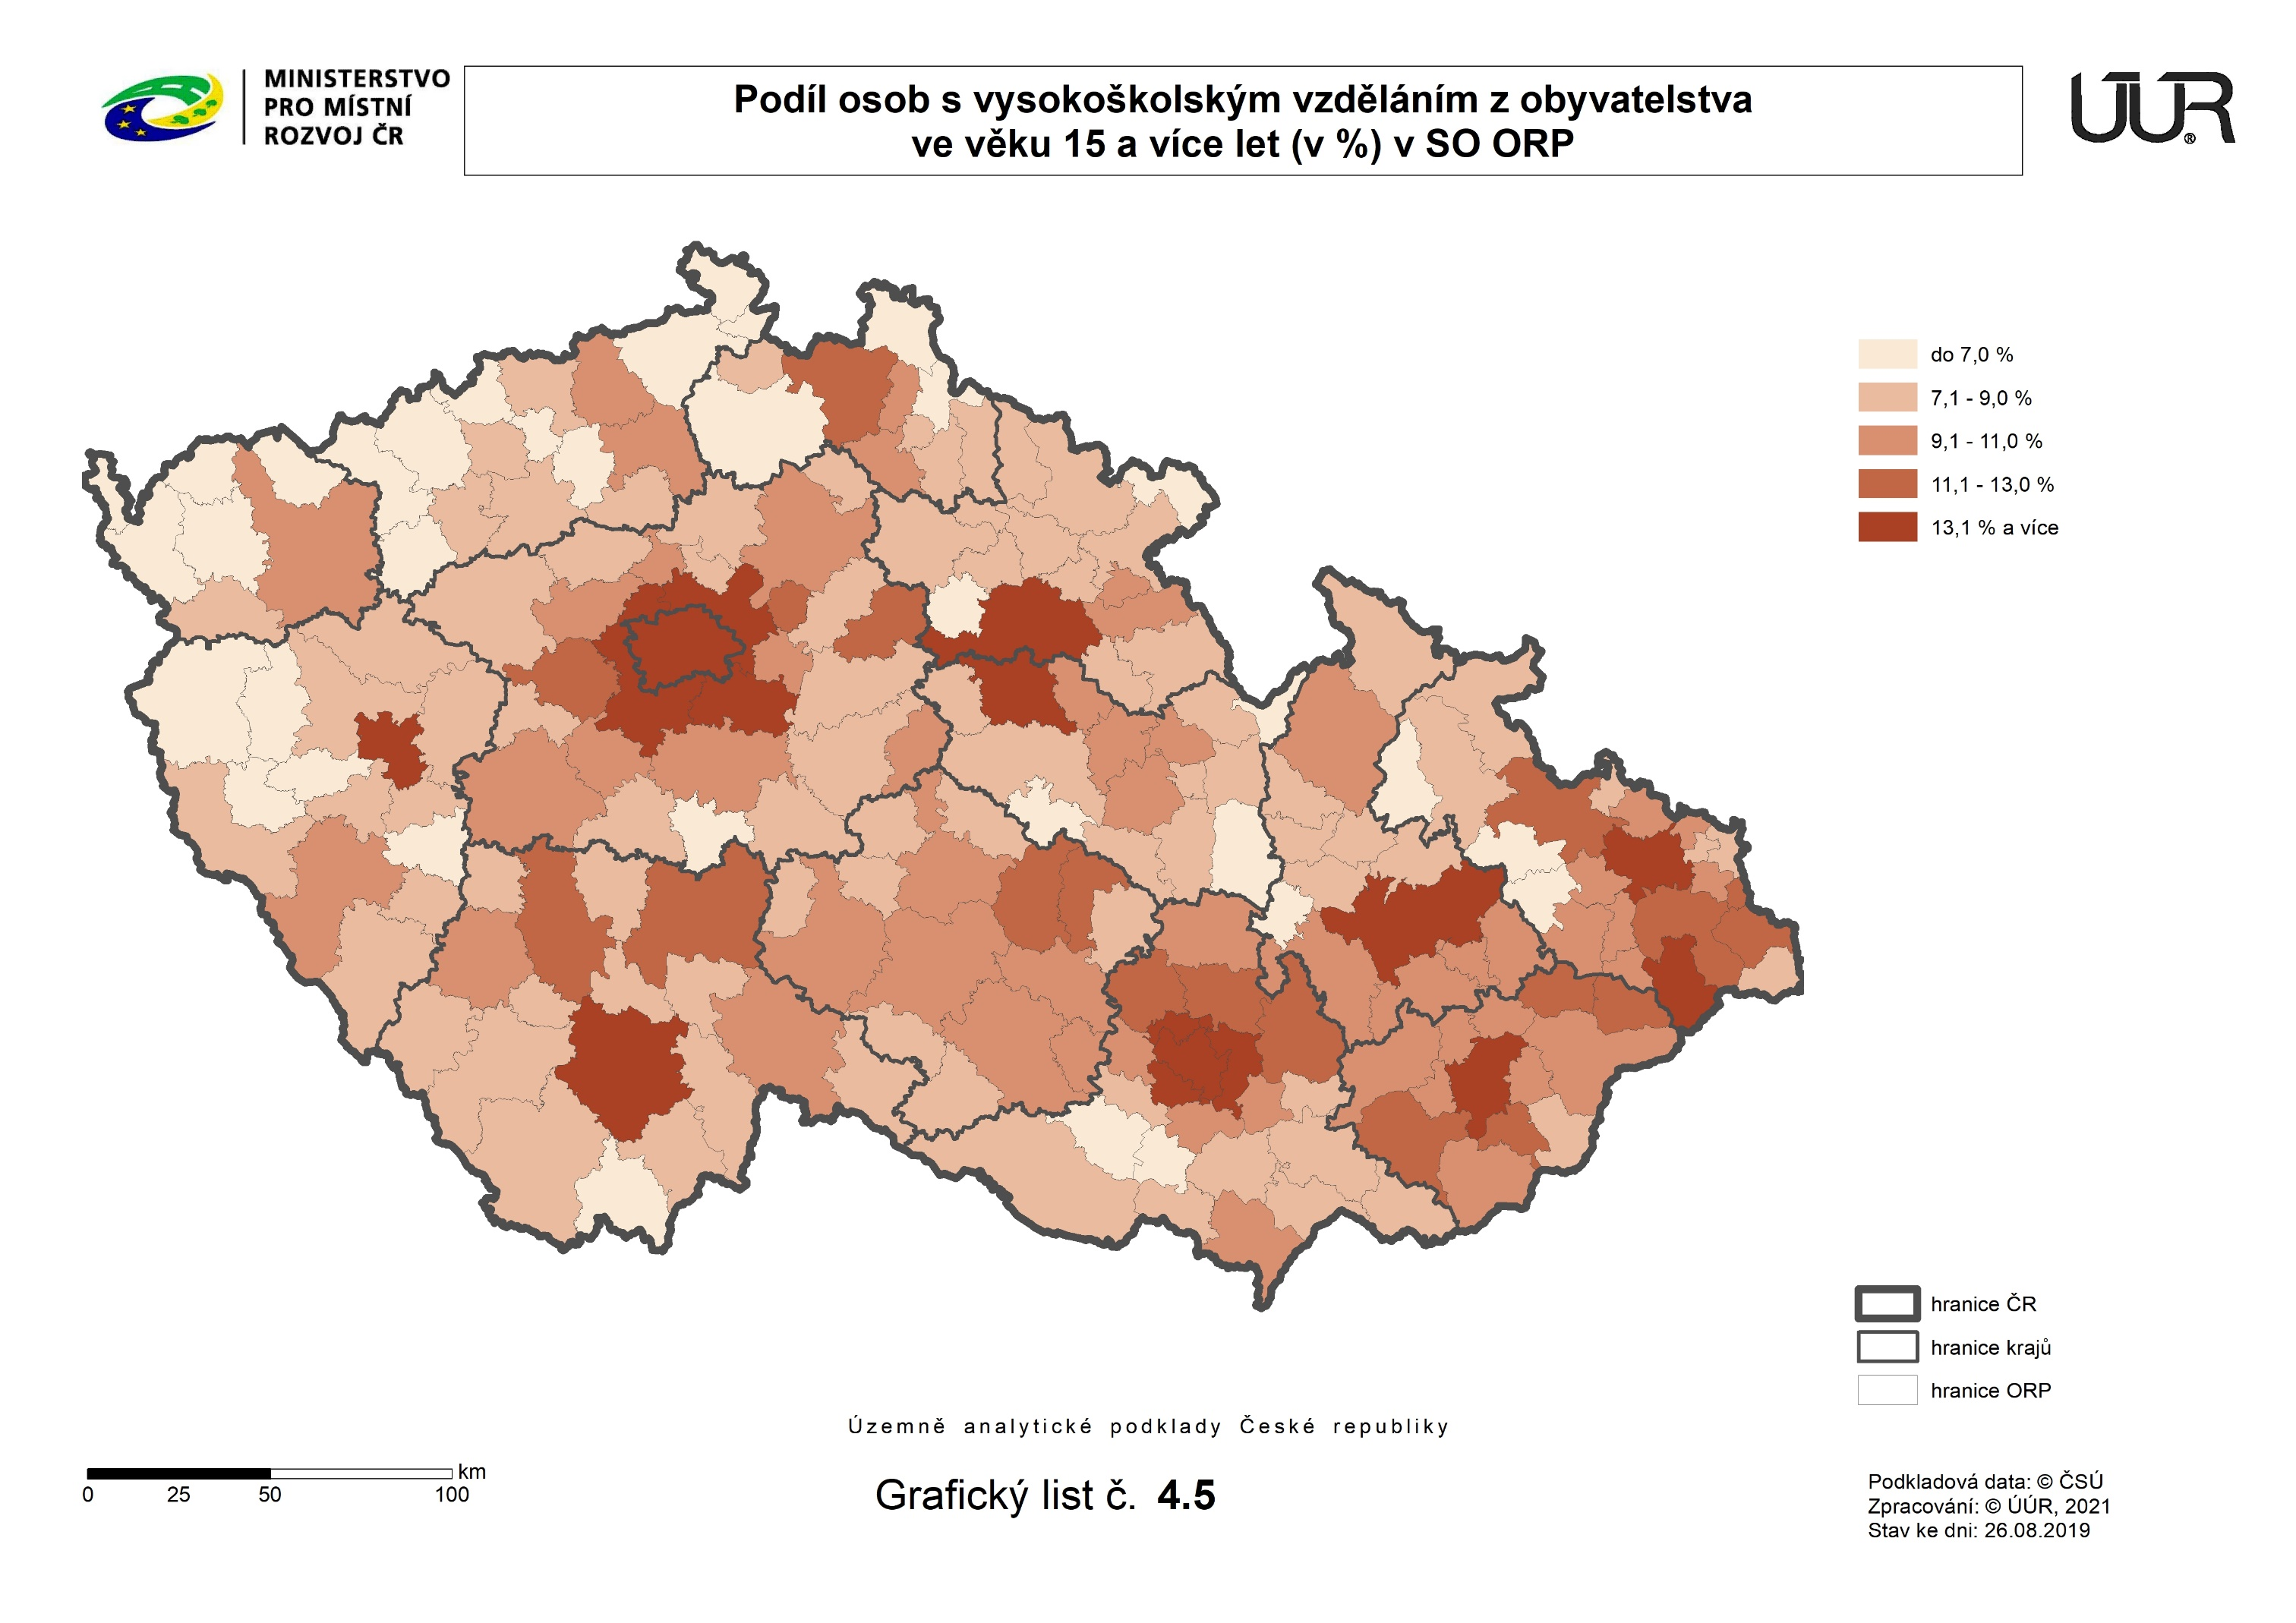 MINISTERSTVO
PRO MÍSTNÍ
ROZVOJ ČR
Podíl osob s vysokoškolským vzděláním z obyvatelstva
ve věku 15 a více let (v %) v SO ORP
ÚÚR®
do 7,0 %
7,1 - 9,0 %
9,1 - 11,0 %
11,1 - 13,0 %
13,1 % a více
hranice ČR
hranice krajů
hranice ORP
Územně analytické podklady České republiky
km
0 25 50 100
Grafický list č. 4.5
Podkladová data: © ČSÚ
Zpracování: © ÚÚR, 2021
Stav ke dni: 26.08.2019